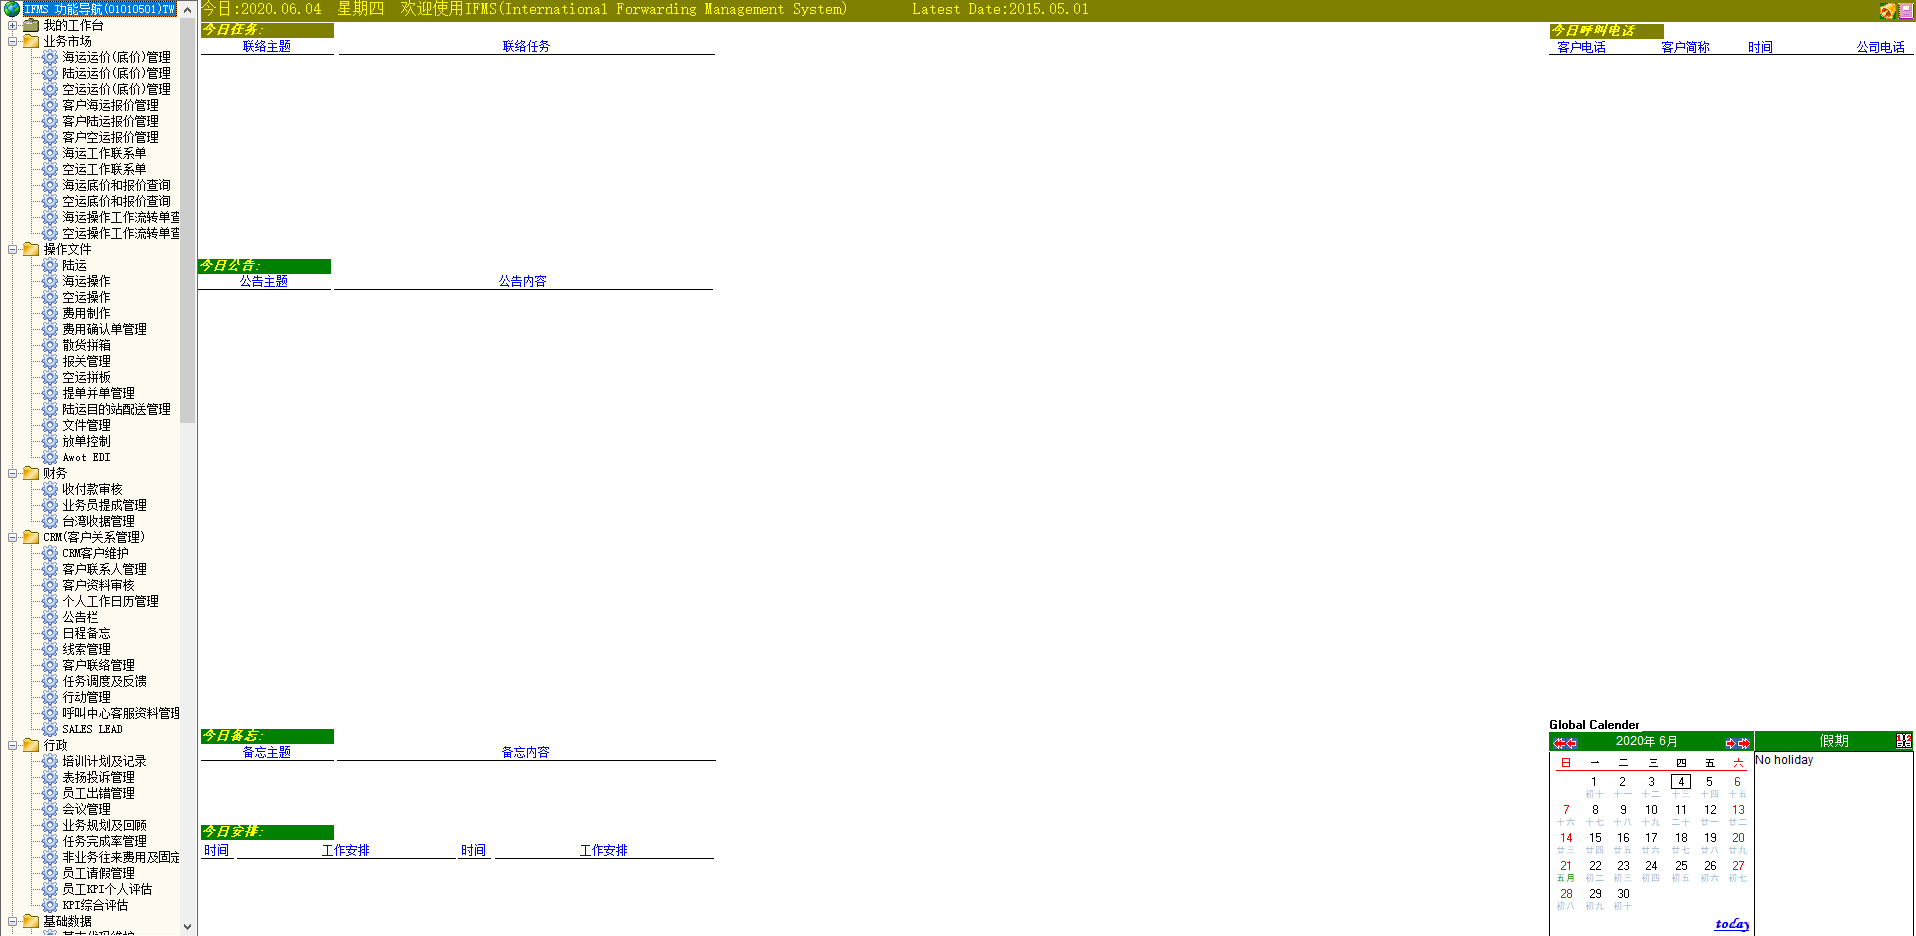 IFMS 功能导航(01010501)TW
我的工作台
业务市场
海运运价(底价)管理
陆运运价(底价)管理
空运运价(底价)管理
客户海运报价管理
客户陆运报价管理
客户空运报价管理
海运工作联系单
空运工作联系单
海运底价和报价查询
空运底价和报价查询
海运操作工作流转单查
空运操作工作流转单查
操作文件
陆运
海运操作
空运操作
费用制作
费用确认单管理
散货拼箱
报关管理
空运拼板
提单并单管理
陆运目的站配送管理
文件管理
放单控制
Awot EDI
财务
收付款审核
业务员提成管理
台湾收据管理
CRM(客户关系管理)
CRM客户维护
客户联系人管理
客户资料审核
个人工作日历管理
公告栏
日程备忘
线索管理
客户联络管理
任务调度及反馈
行动管理
呼叫中心客服资料管理
SALES LEAD
行政
培训计划及记录
表扬投诉管理
员工出错管理
会议管理
业务规划及回顾
任务完成率管理
非业务往来费用及固定
员工请假管理
员工KPI个人评估
KPI综合评估
基础数据
今日:2020.06.04 星期四 欢迎使用IFMS(International Forwarding Management System) Latest Date:2015.05.01
今日任务:
联络主题 联络任务
今日公告:
公告主题 公告内容
今日备忘:
备忘主题 备忘内容
今日安排:
时间 工作安排 时间 工作安排
今日呼叫电话
客户电话 客户简称 时间 公司电话
Global Calender
2020年 6月 假期
No holiday
日 一 二 三 四 五 六
1 2 3 4 5 6
初十 十一 十二 十三 十四 十五
7 8 9 10 11 12 13
十六 十七 十八 十九 二十 廿一 廿二
14 15 16 17 18 19 20
廿三 廿四 廿五 廿六 廿七 廿八 廿九
21 22 23 24 25 26 27
五月 初二 初三 初四 初五 初六 初七
28 29 30
初八 初九 初十
today